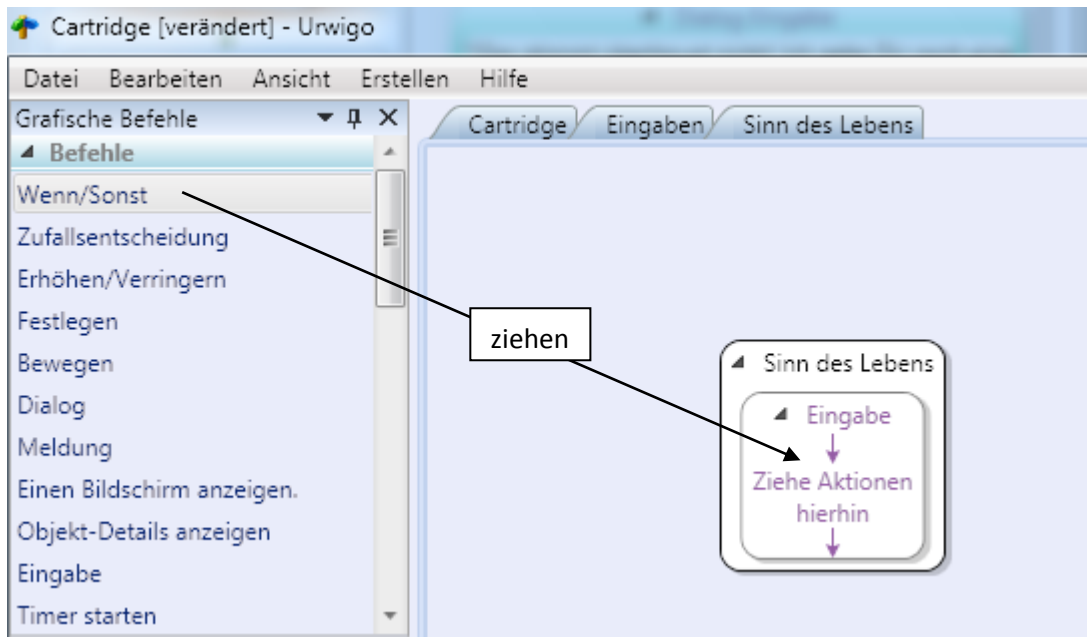 Cartridge [verändert] - Urwigo
Datei Bearbeiten Ansicht Erstellen Hilfe
Grafische Befehle
Cartridge Eingaben Sinn des Lebens
Befehle
Wenn/Sonst
Zufallsentscheidung
Erhöhen/Verringern
Festlegen
ziehen
Bewegen
Sinn des Lebens
Dialog
Eingabe
Meldung
Ziehe Aktionen
hierhin
Einen Bildschirm anzeigen.
Objekt-Details anzeigen
Eingabe
Timer starten